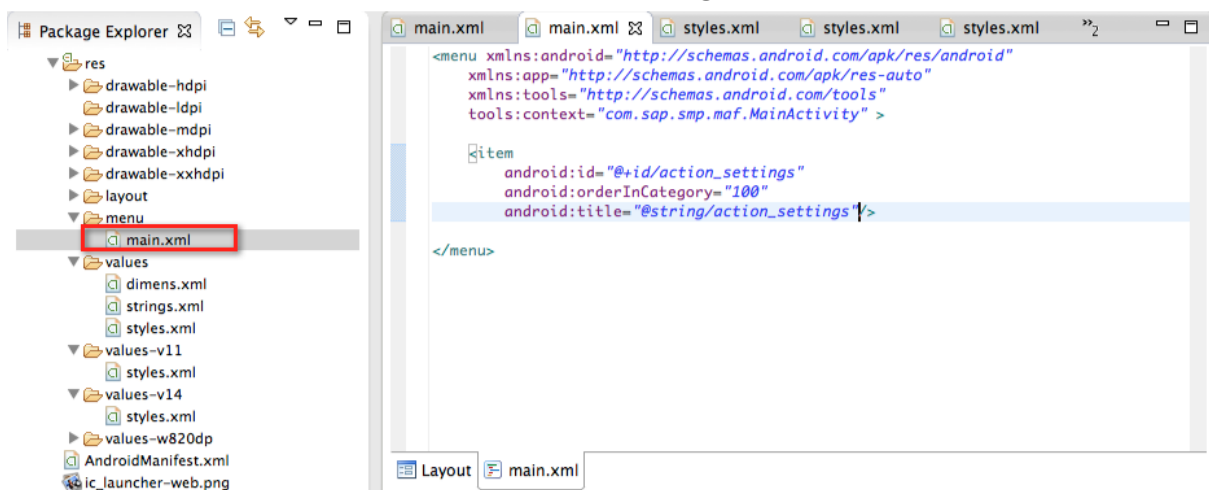 Package Explorer
res
drawable-hdpi
drawable-ldpi
drawable-mdpi
drawable-xhdpi
drawable-xxhdpi
layout
menu
main.xml
values
dimens.xml
strings.xml
styles.xml
values-v11
styles.xml
values-v14
styles.xml
values-w820dp
AndroidManifest.xml
ic_launcher-web.png
main.xml main.xml styles.xml styles.xml styles.xml »2
<menu xmlns:android="http://schemas.android.com/apk/res/android"
xmlns:app="http://schemas.android.com/apk/res-auto"
xmlns:tools="http://schemas.android.com/tools"
tools:context="com.sap.smp.maf.MainActivity" >
<item
android:id="@+id/action_settings"
android:orderInCategory="100"
android:title="@string/action_settings"/>
</menu>
Layout main.xml